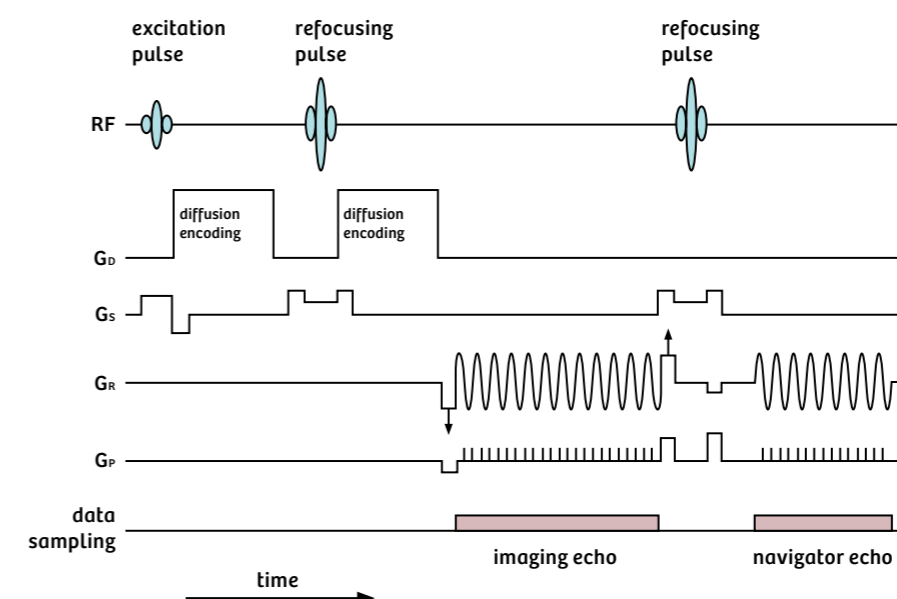 excitation
pulse
refocusing
pulse
refocusing
pulse
RF
diffusion
encoding
diffusion
encoding
GD
GS
GR
GP
data
sampling
imaging echo
navigator echo
time